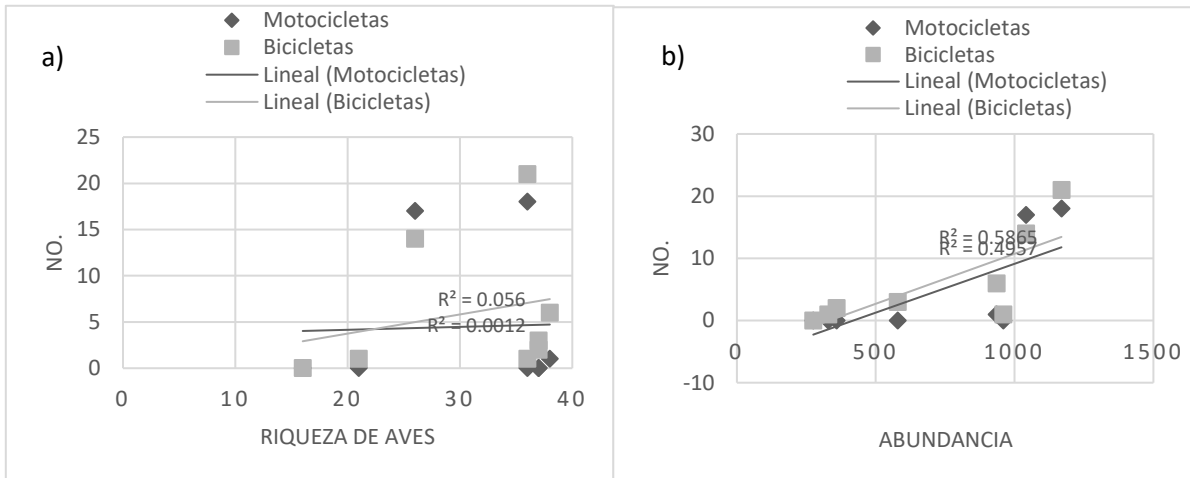 a)
Motocicletas
Bicicletas
Lineal (Motocicletas)
Lineal (Bicicletas)
25
20
15
10
5
0
NO.
R² = 0.056
R² = 0.0012
0 10 20 30 40
RIQUEZA DE AVES
b)
Motocicletas
Bicicletas
Lineal (Motocicletas)
Lineal (Bicicletas)
30
20
10
0
-10
NO.
R² = 0.5865
R² = 0.4957
0 500 1000 1500
ABUNDANCIA